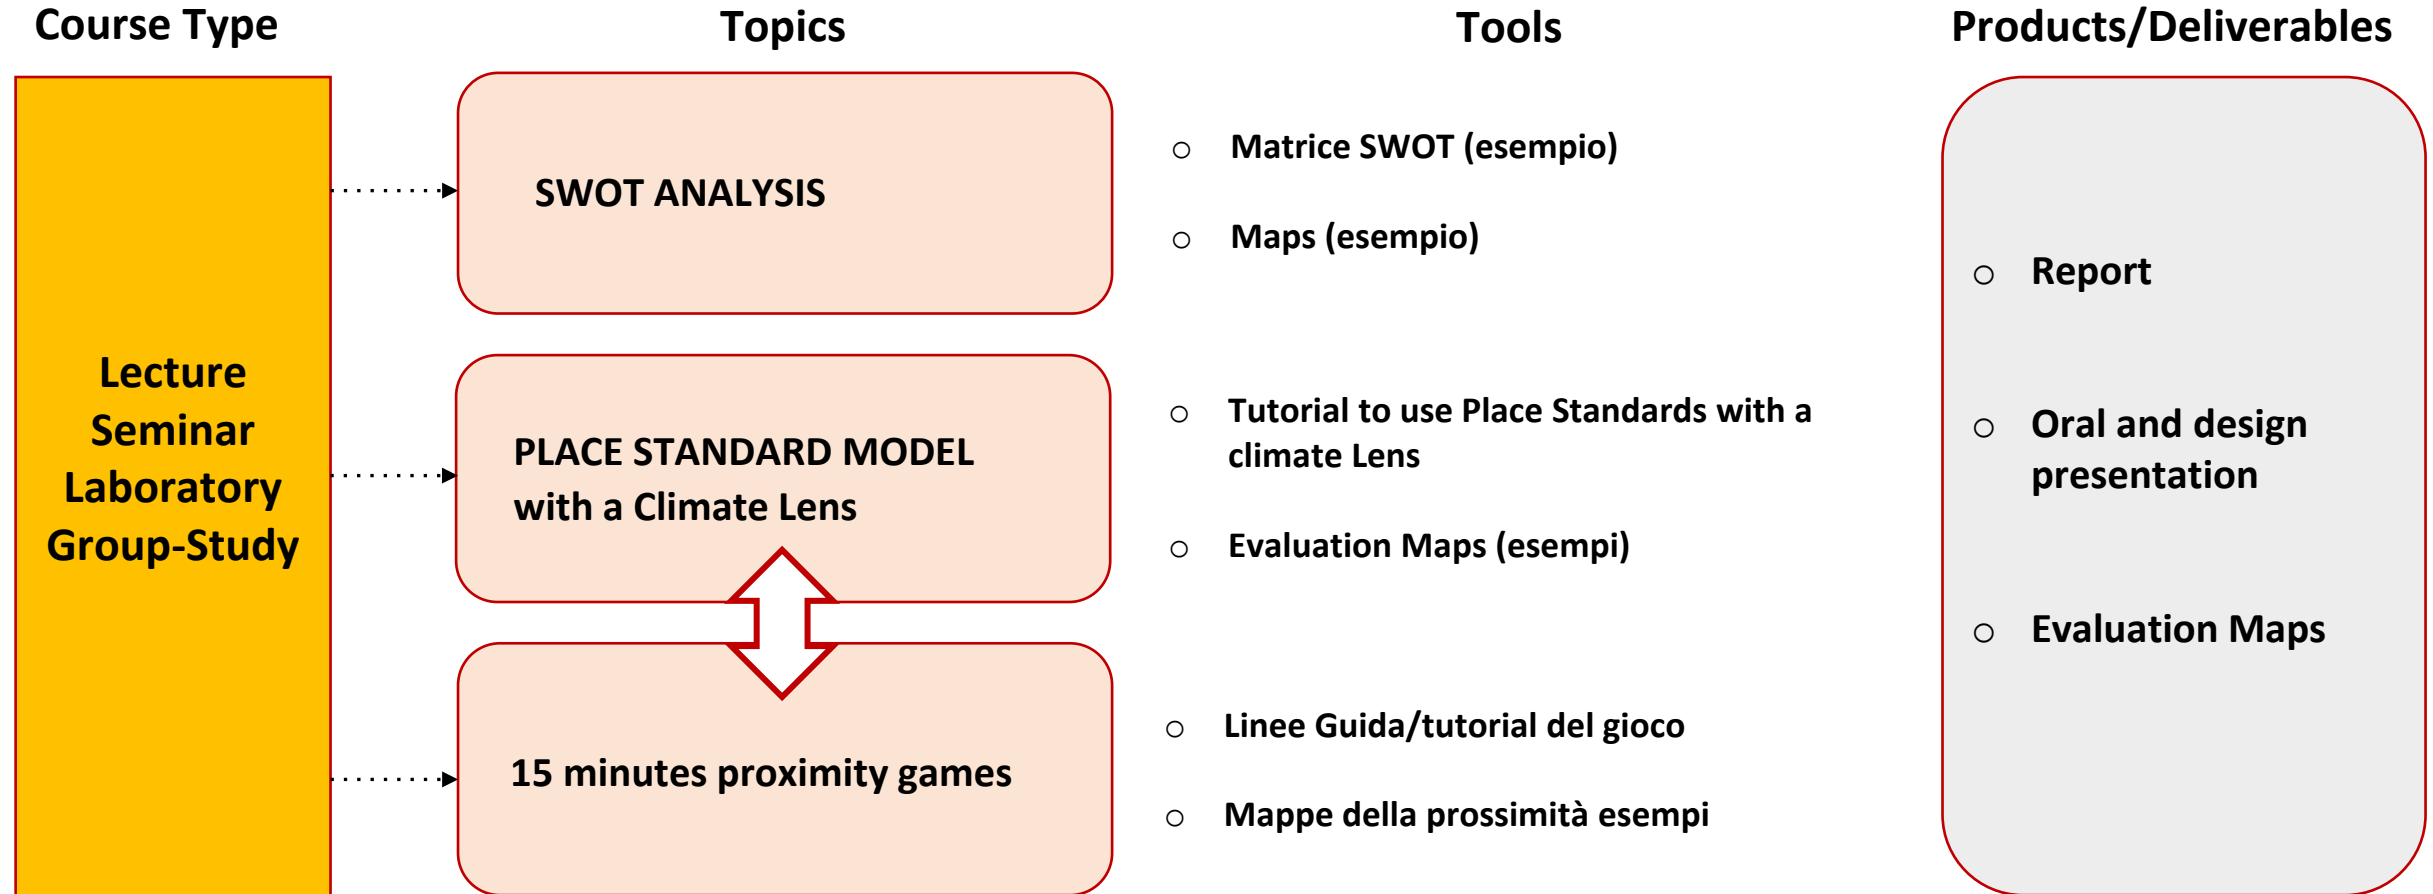 Course Type
Topics
Tools
Products/Deliverables
Lecture
Seminar
Laboratory
Group-Study
SWOT ANALYSIS
Matrice SWOT (esempio)
Maps (esempio)
PLACE STANDARD MODEL
with a Climate Lens
Tutorial to use Place Standards with a
climate Lens
Evaluation Maps (esempi)
15 minutes proximity games
Linee Guida/tutorial del gioco
Mappe della prossimità esempi
Report
Oral and design
presentation
Evaluation Maps